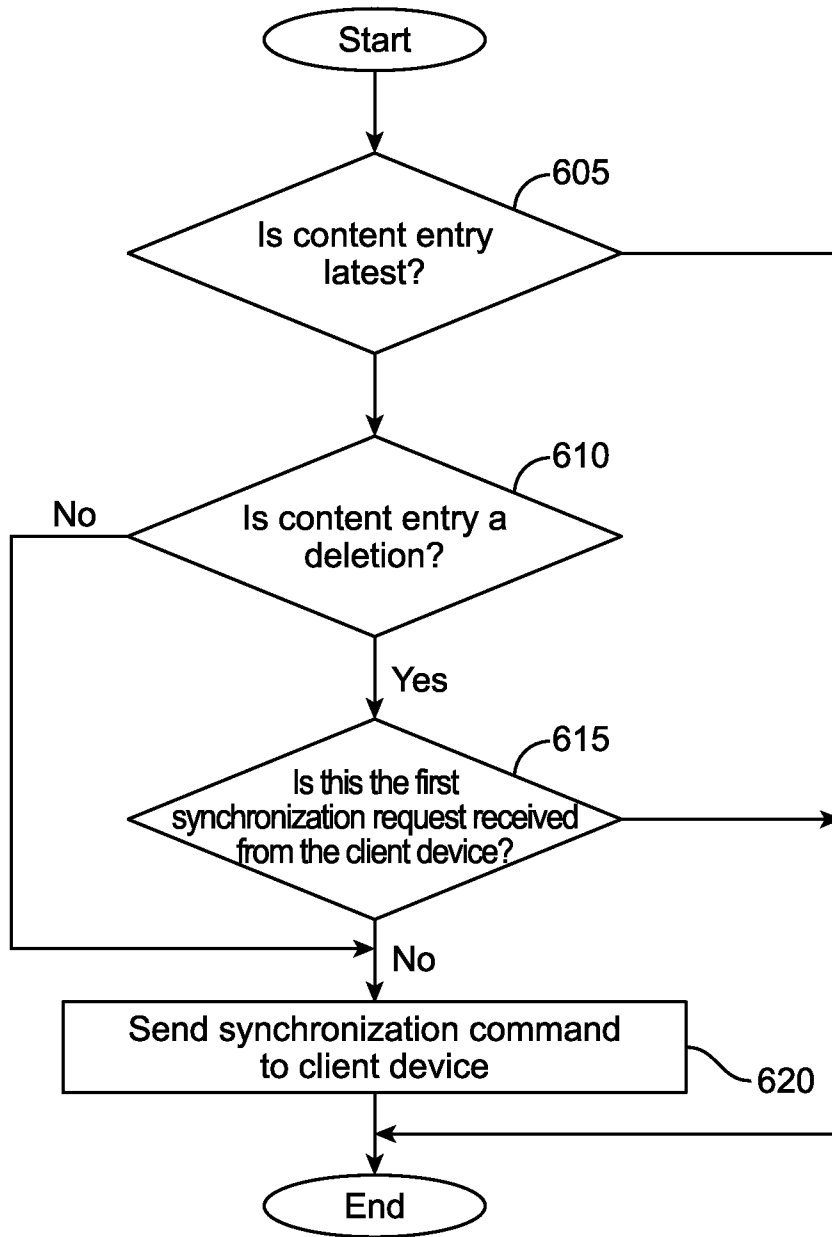 Start
605
Is content entry
latest?
610
No
Is content entry a
deletion?
Yes
615
Is this the first
synchronization request received
from the client device?
No
Send synchronization command
to client device
620
End